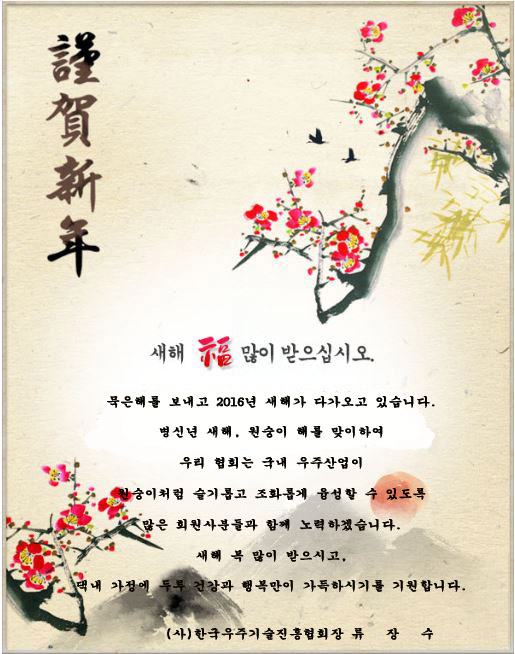 謹賀新年
새해 福 많이 받으십시오.
묵은해를 보내고 2016년 새해가 다가오고 있습니다.
병신년 새해, 원숭이 해를 맞이하여
우리 협회는 국내 우주산업이
원숭이처럼 슬기롭고 조화롭게 융성할 수 있도록
많은 회원사분들과 함께 노력하겠습니다.
새해 복 많이 받으시고,
댁내 가정에 두루 건강과 행복만이 가득하시기를 기원합니다.
(사)한국우주기술진흥협회장 류 장 수